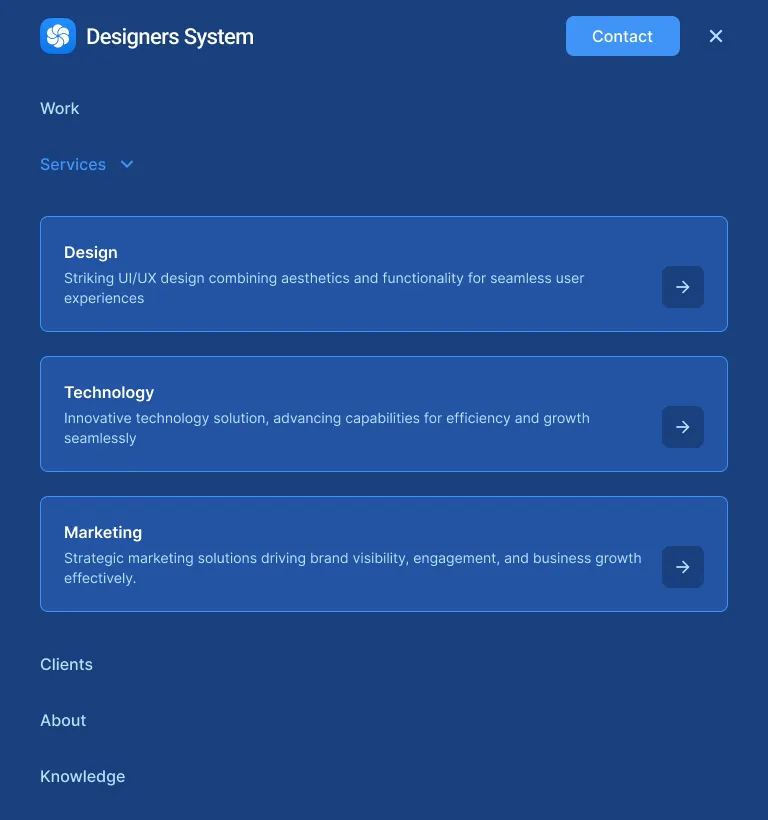 Designers System
Contact
Work
Services
Design
Striking UI/UX design combining aesthetics and functionality for seamless user
experiences
Technology
Innovative technology solution, advancing capabilities for efficiency and growth
seamlessly
Marketing
Strategic marketing solutions driving brand visibility, engagement, and business growth
effectively.
Clients
About
Knowledge